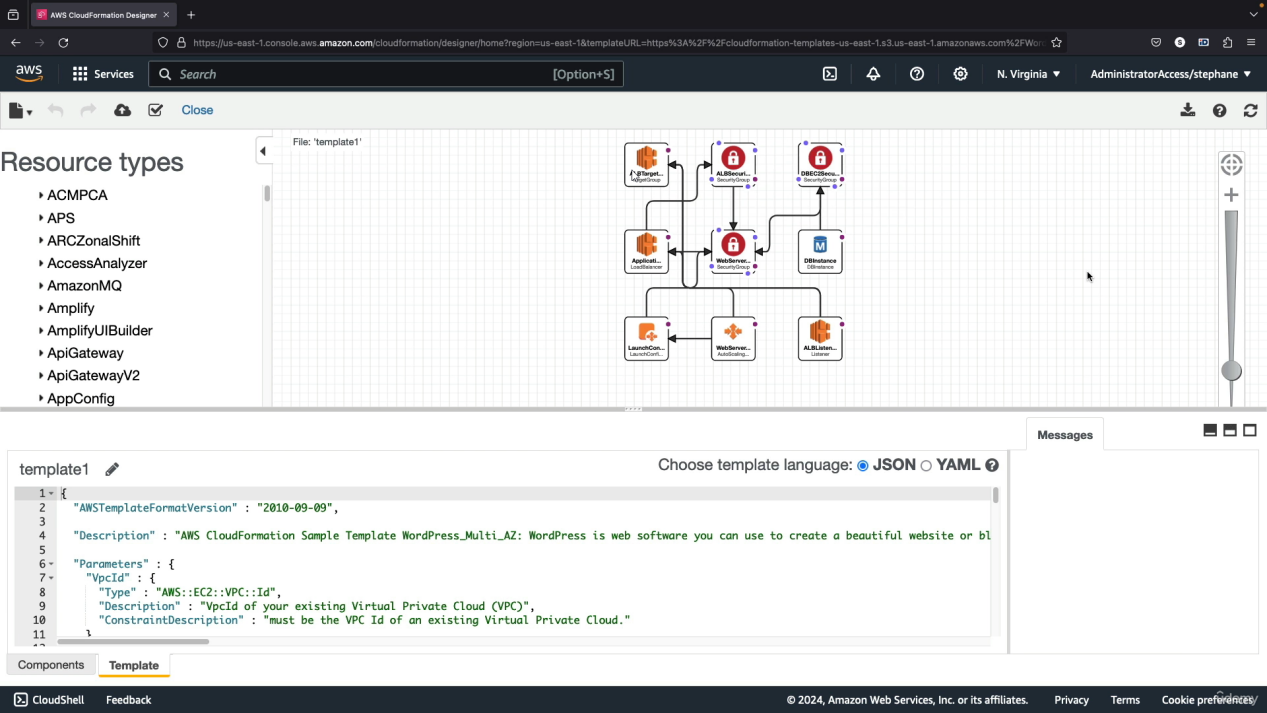 AWS CloudFormation Designer
https://us-east-1.console.aws.amazon.com/cloudformation/designer/home?region=us-east-1&templateURL=https%3A%2F%2Fcloudformation-templates-us-east-1.s3.us-east-1.amazonaws.com%2FWor
aws
Services
Search
[Option+S]
N. Virginia
AdministratorAccess/stephane
Close
Resource types
ACMPCA
APS
ARCZonalShift
AccessAnalyzer
AmazonMQ
Amplify
AmplifyUIBuilder
ApiGateway
ApiGatewayV2
AppConfig
File: 'template1'
ALBSecuri...
SecurityGroup
DBEC2Secu...
SecurityGroup
Applicati...
LoadBalancer
WebServer...
SecurityGroup
DBInstance
DBInstance
LaunchCon...
LaunchConfi...
WebServer...
AutoScaling...
ALBListen...
Listener
Messages
template1
Choose template language: JSON YAML
1 {
2 "AWSTemplateFormatVersion" : "2010-09-09",
3
4 "Description" : "AWS CloudFormation Sample Template WordPress_Multi_AZ: WordPress is web software you can use to create a beautiful website or bl
5
6 "Parameters" : {
7 "VpcId" : {
8 "Type" : "AWS::EC2::VPC::Id",
9 "Description" : "VpcId of your existing Virtual Private Cloud (VPC)",
10 "ConstraintDescription" : "must be the VPC Id of an existing Virtual Private Cloud."
11 }
Components
Template
CloudShell
Feedback
© 2024, Amazon Web Services, Inc. or its affiliates.
Privacy
Terms
Cookie preferences
Udemy